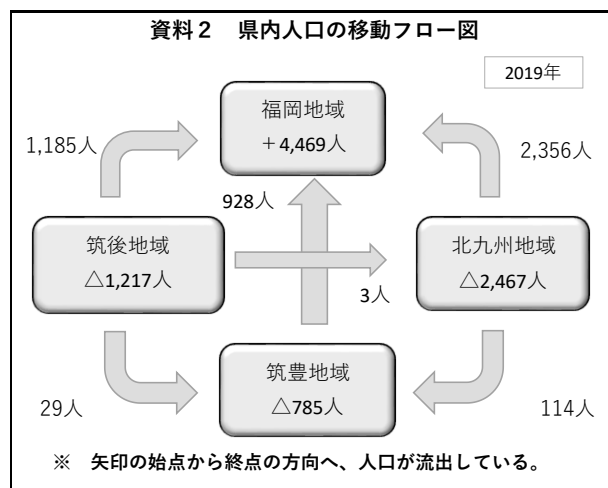 資料２　県内人口の移動フロー図
2019年
福岡地域
＋4,469人
1,185人
2,356人
928人
筑後地域
△1,217人
北九州地域
△2,467人
3人
筑豊地域
△785人
29人
114人
※　矢印の始点から終点の方向へ、人口が流出している。